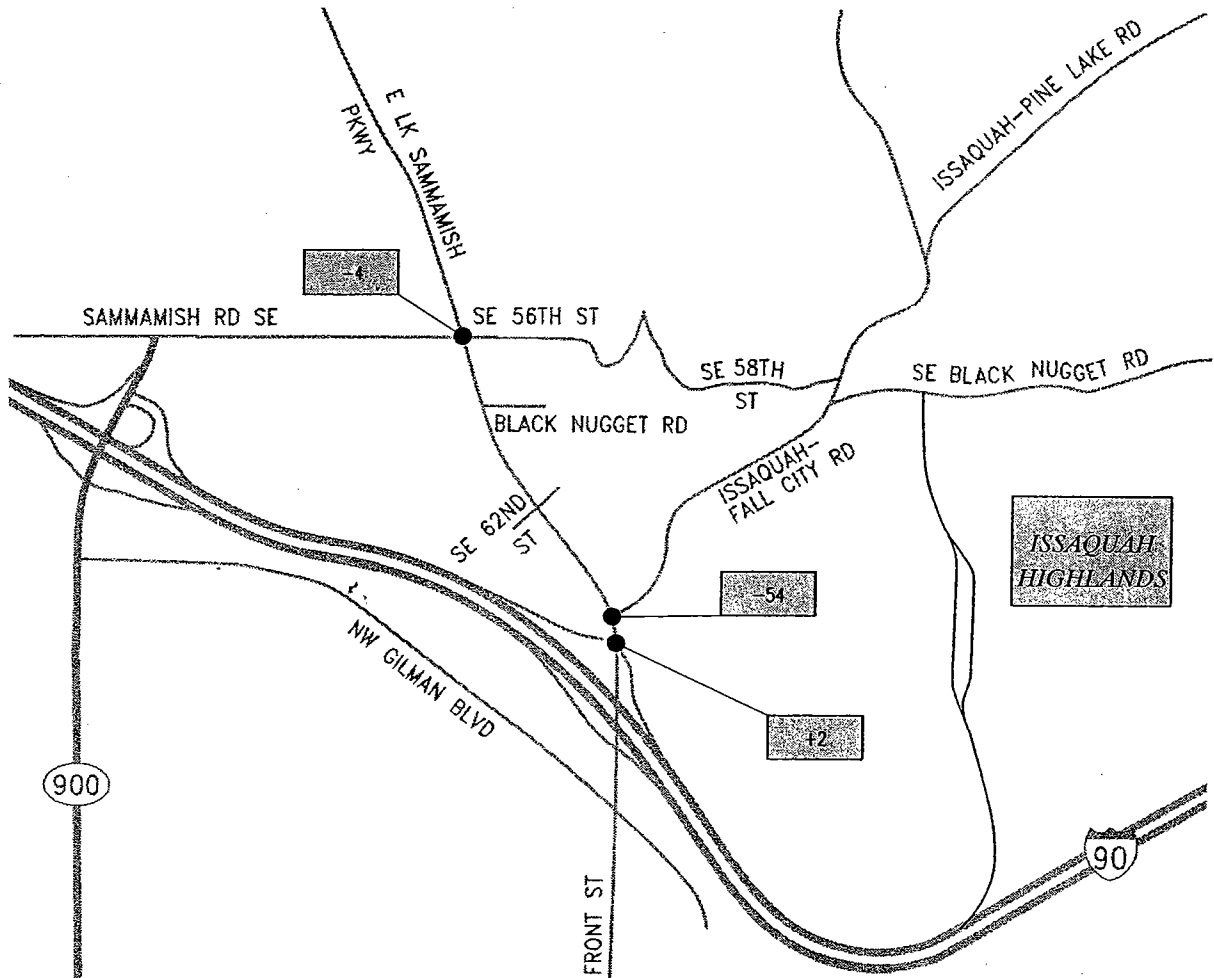 ISSAQUAH-PINE LAKE RD
E LK SAMMAMISH
PKWY
-4
SAMMAMISH RD SE
SE 56TH ST
SE 58TH
ST
SE BLACK NUGGET RD
BLACK NUGGET RD
ISSAQUAH-
FALL CITY RD
SE 62ND
ST
ISSAQUAH
HIGHLANDS
-54
NW GILMAN BLVD
+2
900
90
FRONT ST